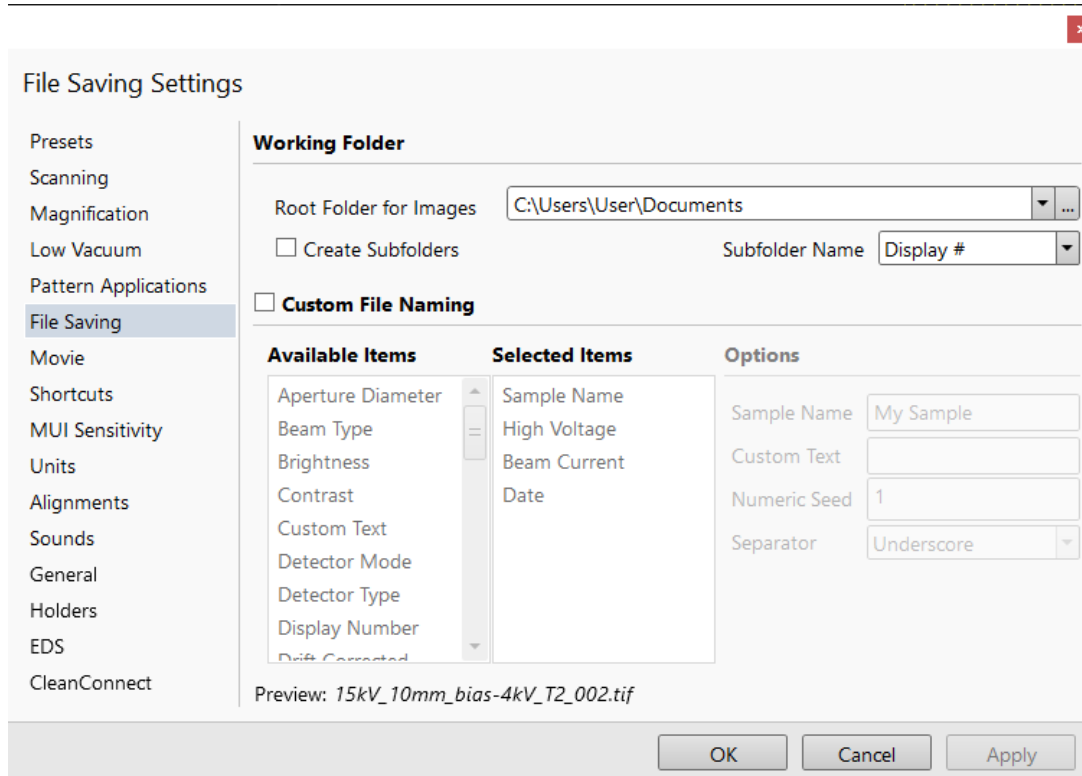 File Saving Settings
Presets
Scanning
Magnification
Low Vacuum
Pattern Applications
File Saving
Movie
Shortcuts
MUI Sensitivity
Units
Alignments
Sounds
General
Holders
EDS
CleanConnect
Working Folder
Root Folder for Images C:\Users\User\Documents ...
Create Subfolders Subfolder Name Display #
Custom File Naming
Available Items Selected Items Options
Aperture Diameter
Beam Type
Brightness
Contrast
Custom Text
Detector Mode
Detector Type
Display Number
Drift Corrected
Sample Name
High Voltage
Beam Current
Date
Sample Name My Sample
Custom Text
Numeric Seed 1
Separator Underscore
Preview: 15kV_10mm_bias-4kV_T2_002.tif
OK Cancel Apply